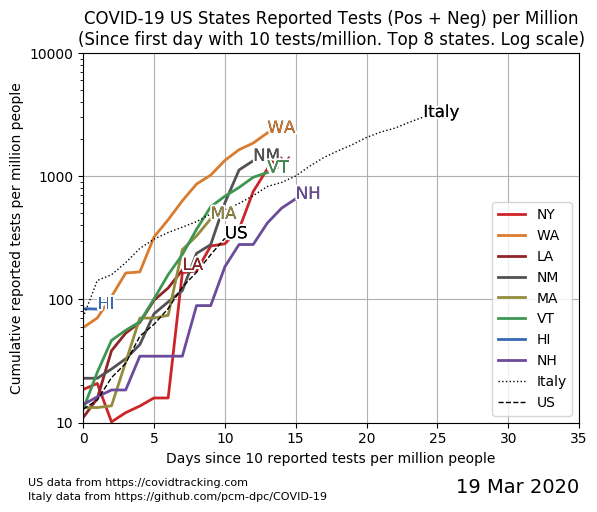 COVID-19 US States Reported Tests (Pos + Neg) per Million
(Since first day with 10 tests/million. Top 8 states. Log scale)
10000
1000
100
10
Cumulative reported tests per million people
Italy
WA
NM
VT
NH
MA
US
LA
HI
NY
WA
LA
NM
MA
VT
HI
NH
Italy
US
0 5 10 15 20 25 30 35
Days since 10 reported tests per million people
US data from https://covidtracking.com
Italy data from https://github.com/pcm-dpc/COVID-19
19 Mar 2020